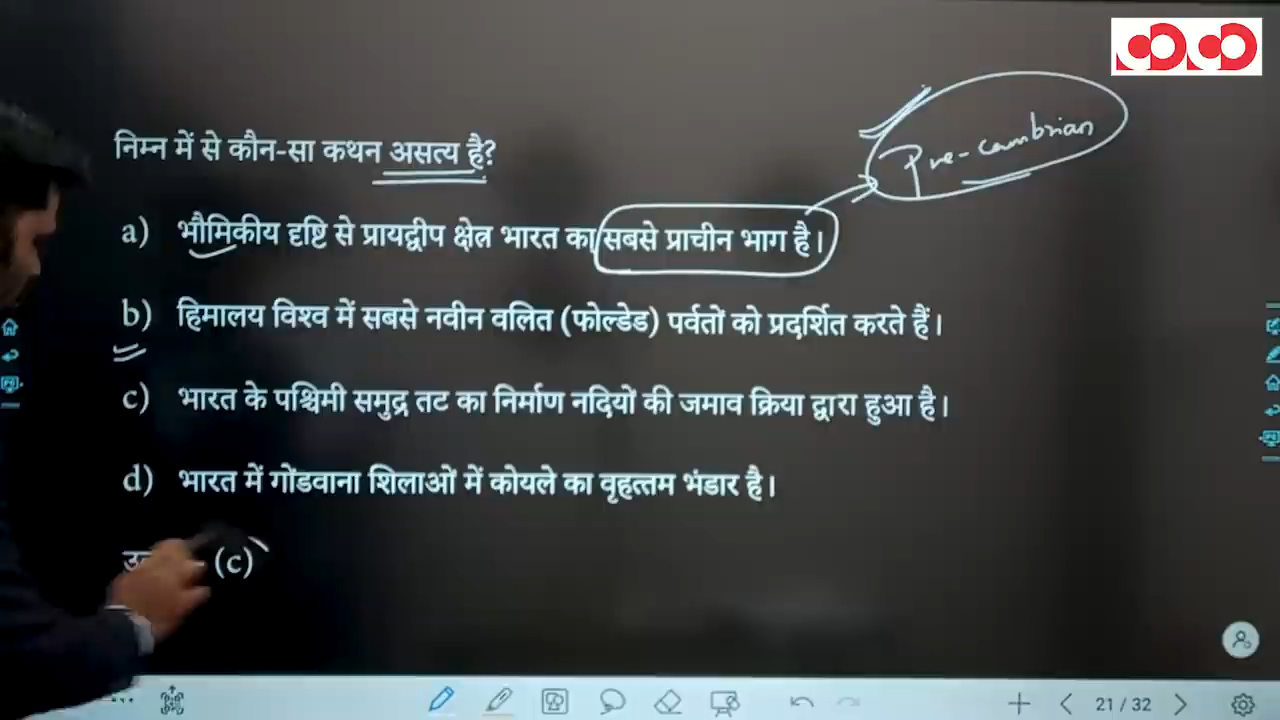 Pre-cambrian
निम्न में से कौन-सा कथन असत्य है?
a) भौमिकीय दृष्टि से प्रायद्वीप क्षेत्र भारत का सबसे प्राचीन भाग है।
b) हिमालय विश्व में सबसे नवीन वलित (फोल्डेड) पर्वतों को प्रदर्शित करते हैं।
c) भारत के पश्चिमी समुद्र तट का निर्माण नदियों की जमाव क्रिया द्वारा हुआ है।
d) भारत में गोंडवाना शिलाओं में कोयले का वृहत्तम भंडार है।
(c)
21 / 32